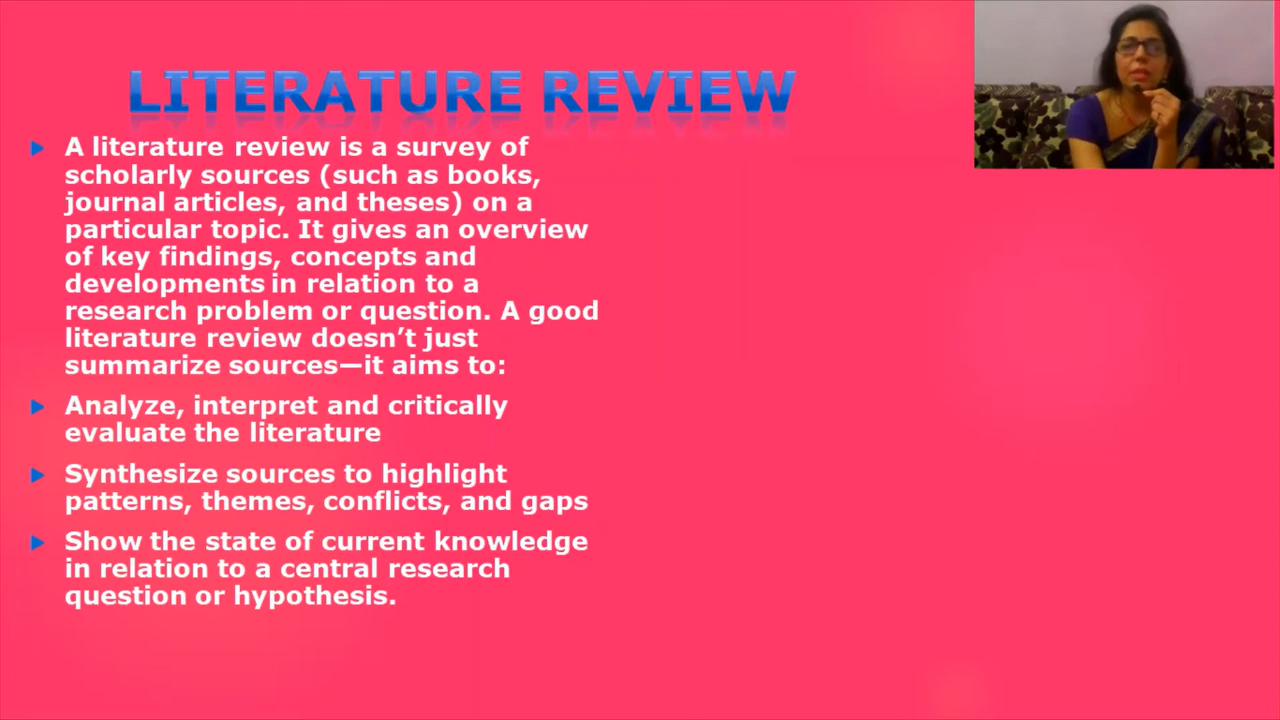 LITERATURE REVIEW
A literature review is a survey of
scholarly sources (such as books,
journal articles, and theses) on a
particular topic. It gives an overview
of key findings, concepts and
developments in relation to a
research problem or question. A good
literature review doesn’t just
summarize sources—it aims to:
Analyze, interpret and critically
evaluate the literature
Synthesize sources to highlight
patterns, themes, conflicts, and gaps
Show the state of current knowledge
in relation to a central research
question or hypothesis.